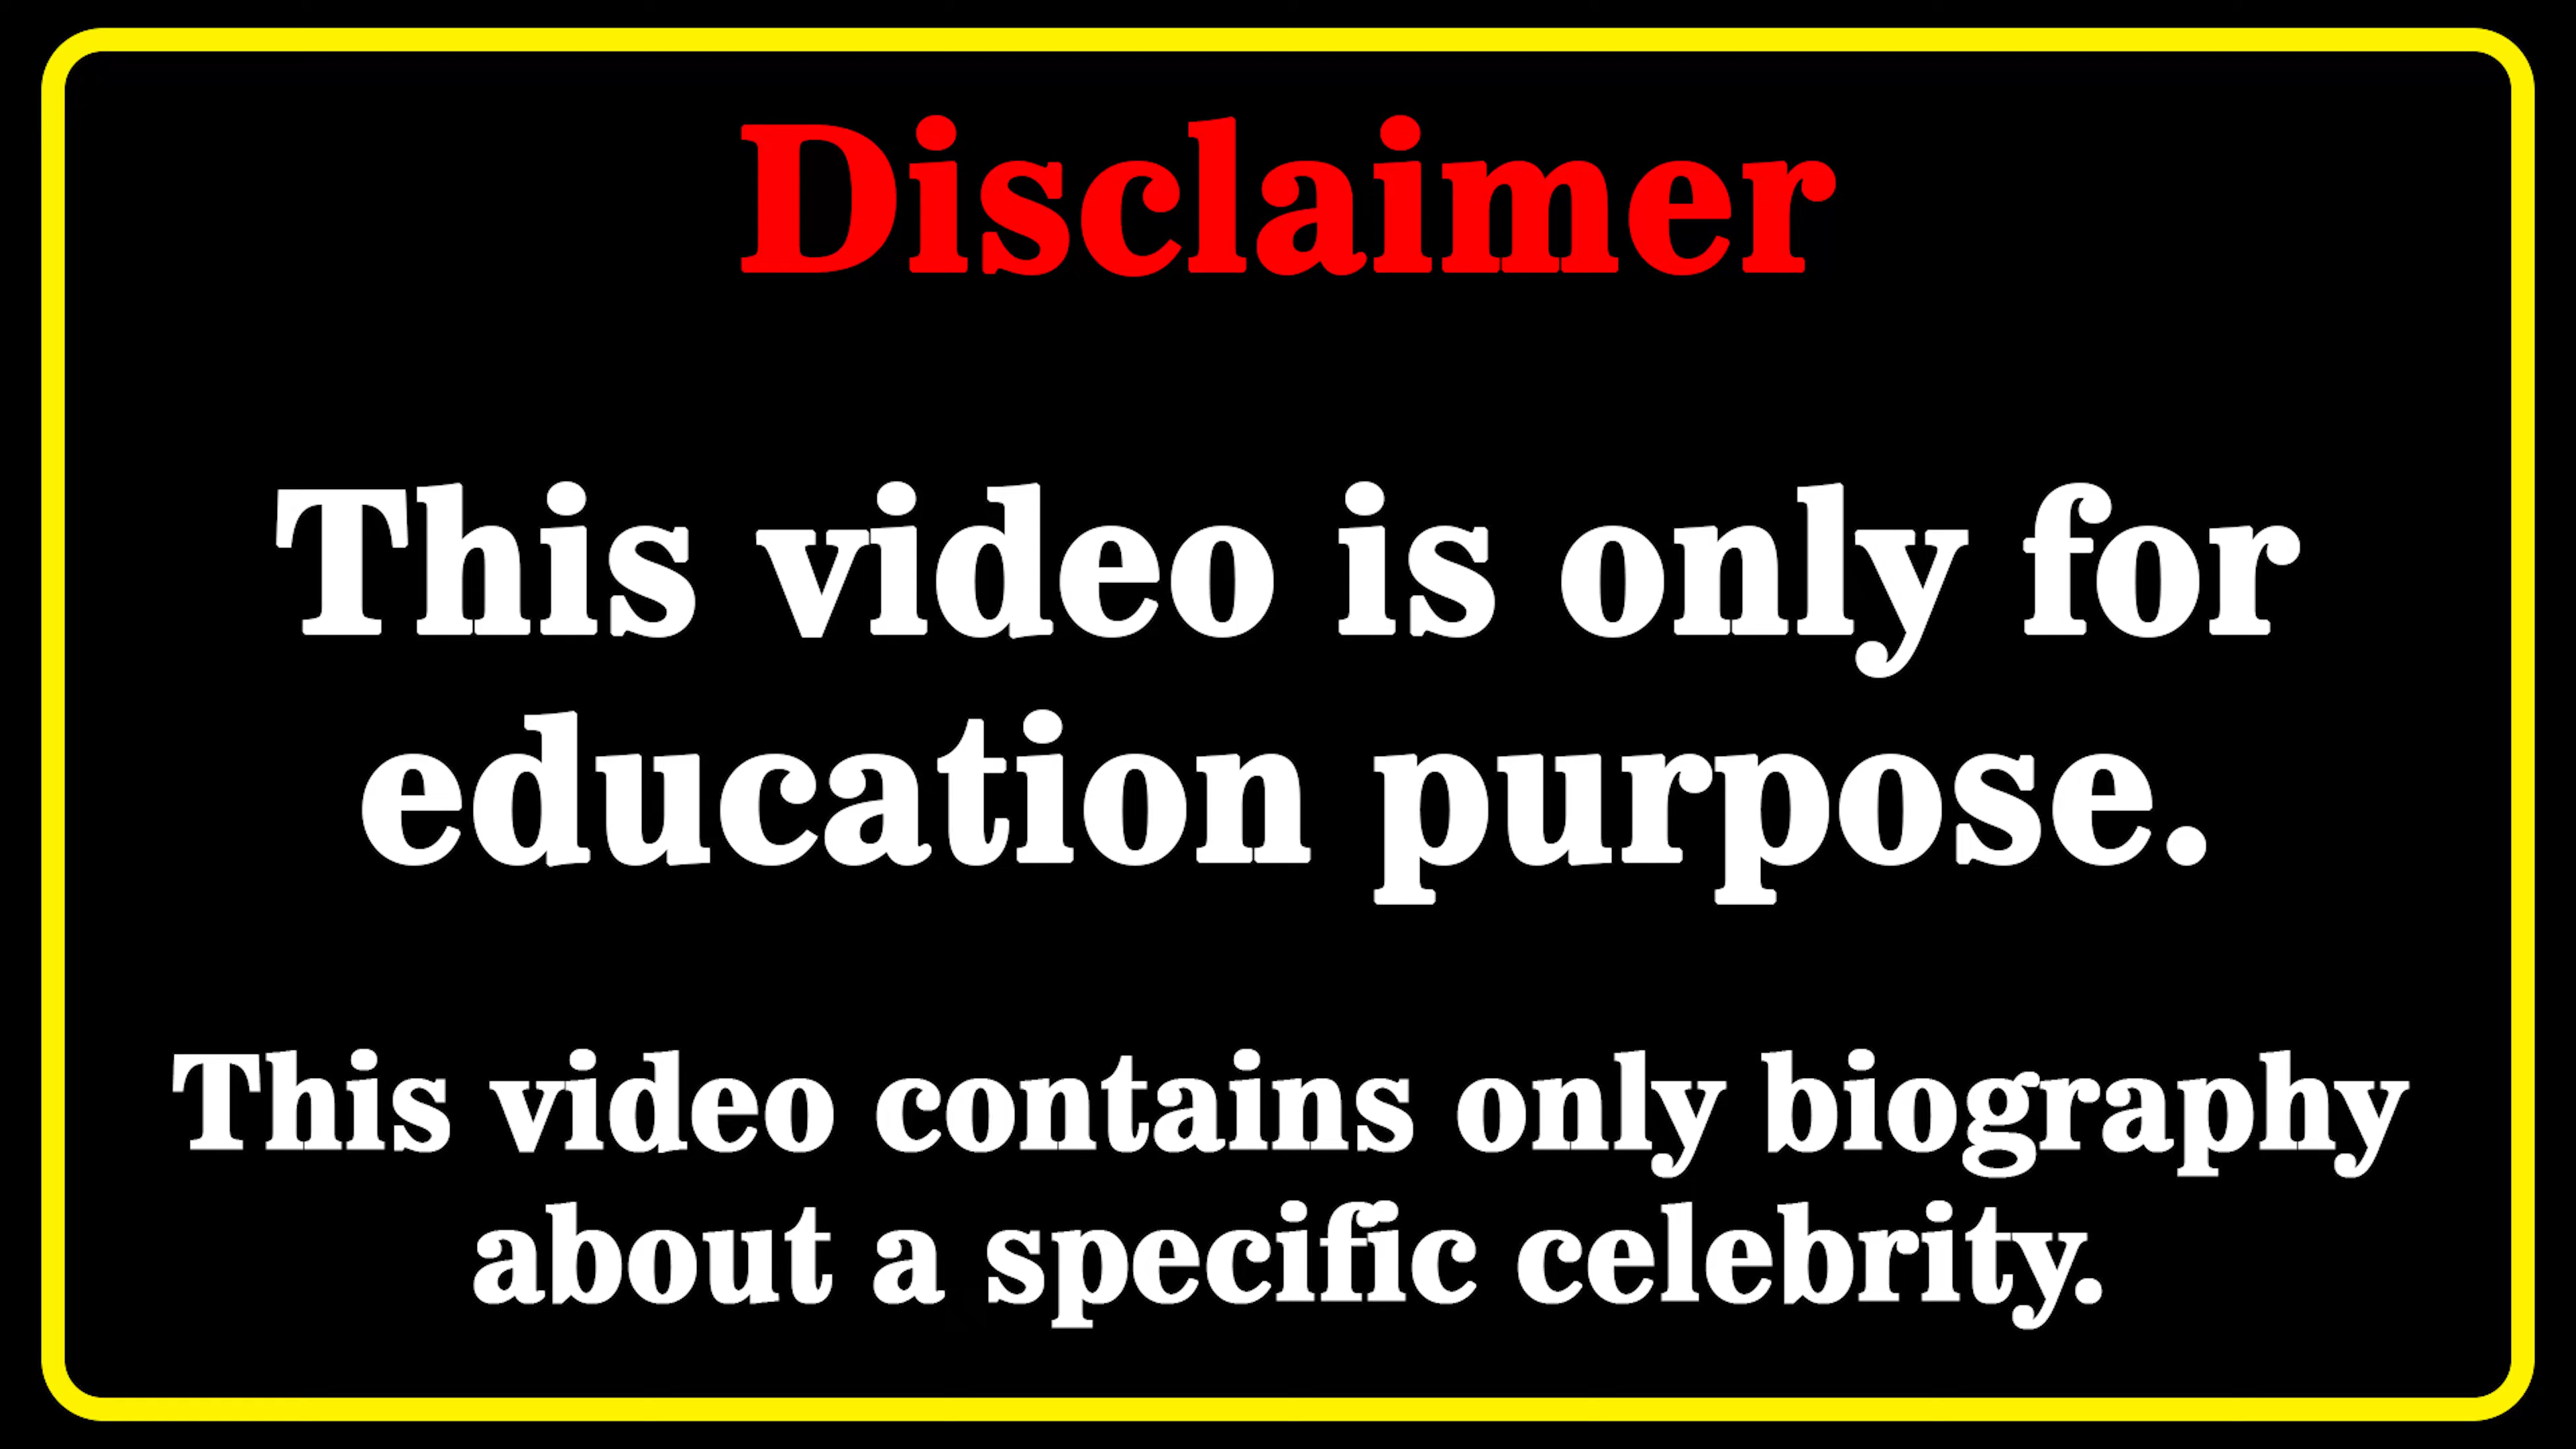 Disclaimer
This video is only for
education purpose.
This video contains only biography
about a specific celebrity.